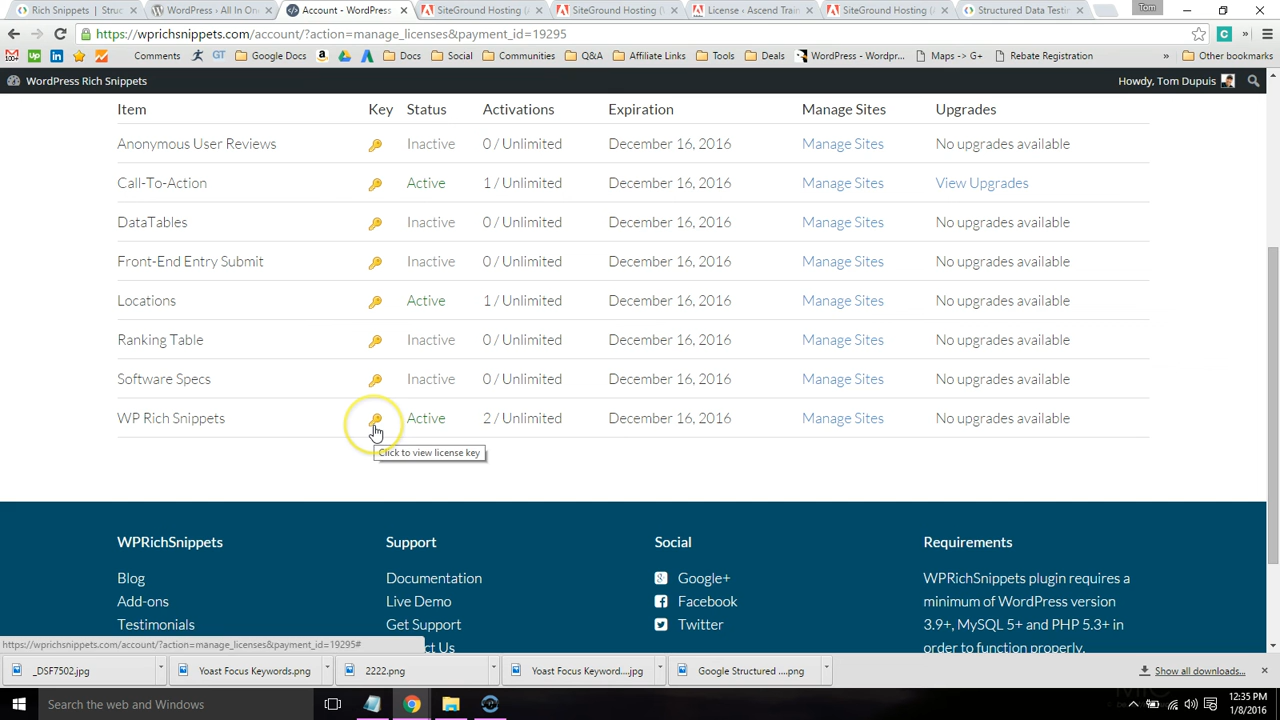 Rich Snippets | Struc
WordPress › All In On
Account - WordPress
SiteGround Hosting (
SiteGround Hosting (
License ‹ Ascend Train
SiteGround Hosting (
Structured Data Testin
Tom
https://wprichsnippets.com/account/?action=manage_licenses&payment_id=19295
Comments GT Google Docs Docs Social Communities Q&A Affiliate Links Tools Deals WordPress - Wordpr... Maps -> G+ Rebate Registration » Other bookmarks
WordPress Rich Snippets Howdy, Tom Dupuis
Item Key Status Activations Expiration Manage Sites Upgrades
Anonymous User Reviews Inactive 0 / Unlimited December 16, 2016 Manage Sites No upgrades available
Call-To-Action Active 1 / Unlimited December 16, 2016 Manage Sites View Upgrades
DataTables Inactive 0 / Unlimited December 16, 2016 Manage Sites No upgrades available
Front-End Entry Submit Inactive 0 / Unlimited December 16, 2016 Manage Sites No upgrades available
Locations Active 1 / Unlimited December 16, 2016 Manage Sites No upgrades available
Ranking Table Inactive 0 / Unlimited December 16, 2016 Manage Sites No upgrades available
Software Specs Inactive 0 / Unlimited December 16, 2016 Manage Sites No upgrades available
WP Rich Snippets Active 2 / Unlimited December 16, 2016 Manage Sites No upgrades available
Click to view license key
WPRichSnippets Support Social Requirements
Blog Documentation Google+ WPRichSnippets plugin requires a
Add-ons Live Demo Facebook minimum of WordPress version
Testimonials Get Support Twitter 3.9+, MySQL 5+ and PHP 5.3+ in
https://wprichsnippets.com/account/?action=manage_licenses&payment_id=19295#
ct Us order to function properly.
_DSF7502.jpg Yoast Focus Keywords.png 2222.png Yoast Focus Keyword....jpg Google Structured ....png Show all downloads...
Search the web and Windows
12:35 PM
1/8/2016